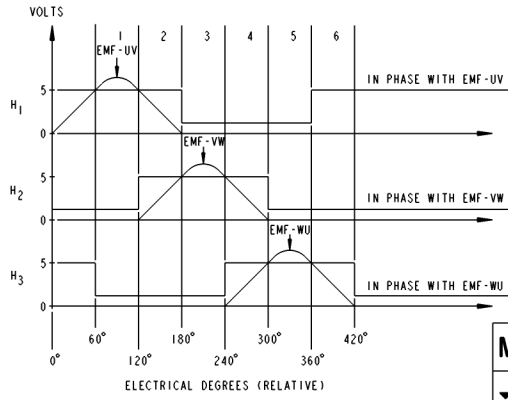 VOLTS
1 2 3 4 5 6
EMF-UV
5
H1
0
IN PHASE WITH EMF-UV
EMF-VW
5
H2
0
IN PHASE WITH EMF-VW
EMF-WU
5
H3
0
IN PHASE WITH EMF-WU
60° 180° 300° 420°
0° 120° 240° 360°
ELECTRICAL DEGREES (RELATIVE)
M